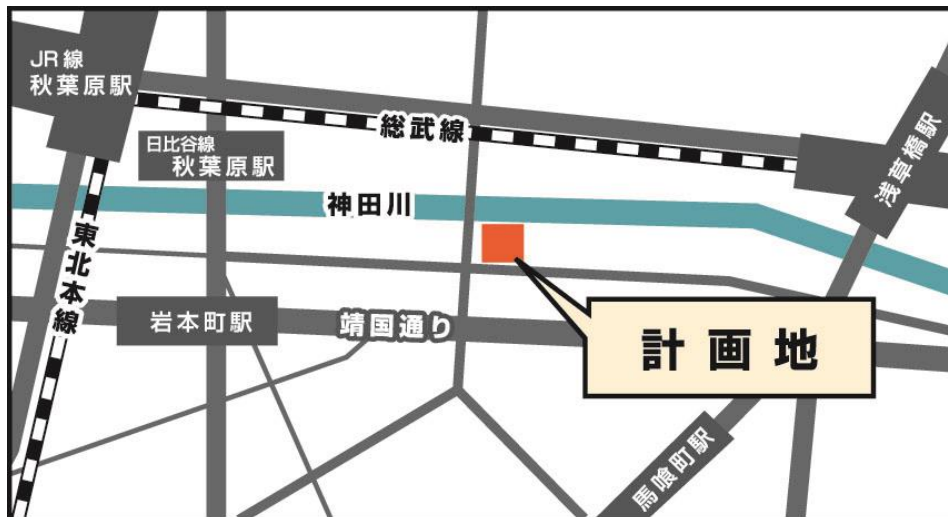 JR線
秋葉原駅
日比谷線
秋葉原駅
総武線
浅草橋駅
神田川
東北本線
岩本町駅
靖国通り
計画地
馬喰町駅